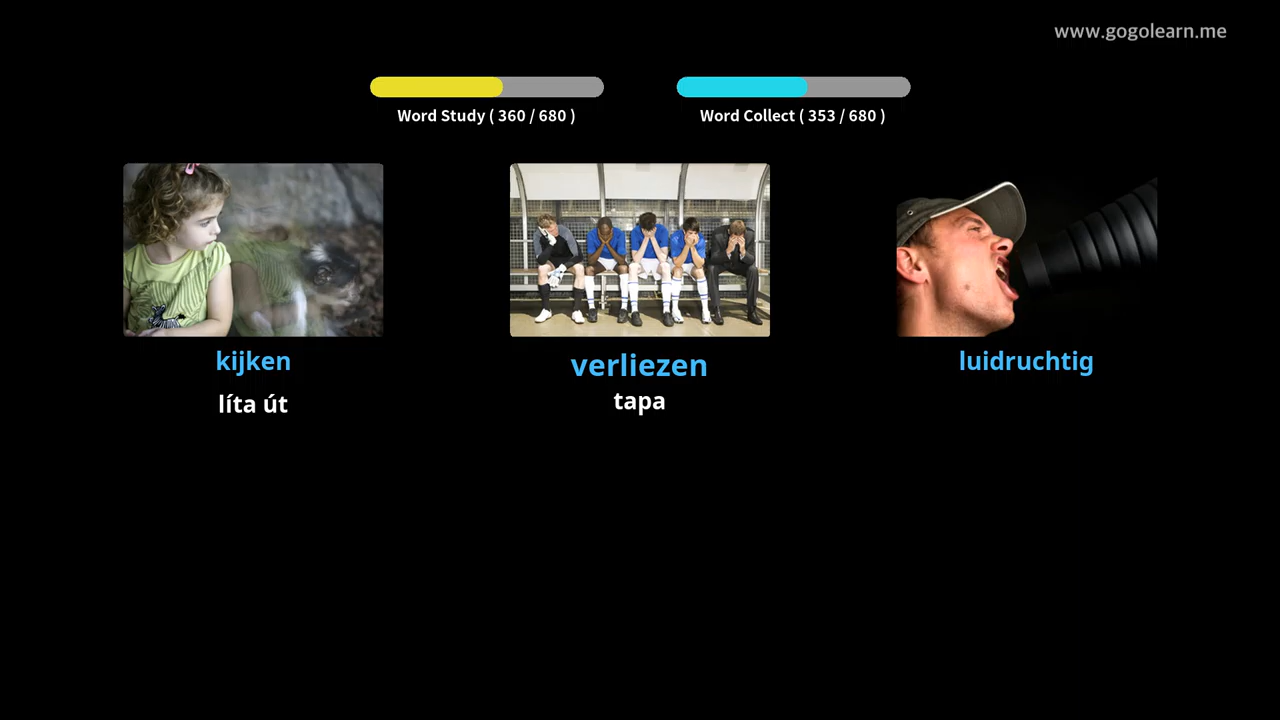 www.gogolearn.me
Word Study ( 360 / 680 )
Word Collect ( 353 / 680 )
kijken
verliezen
luidruchtig
líta út
tapa